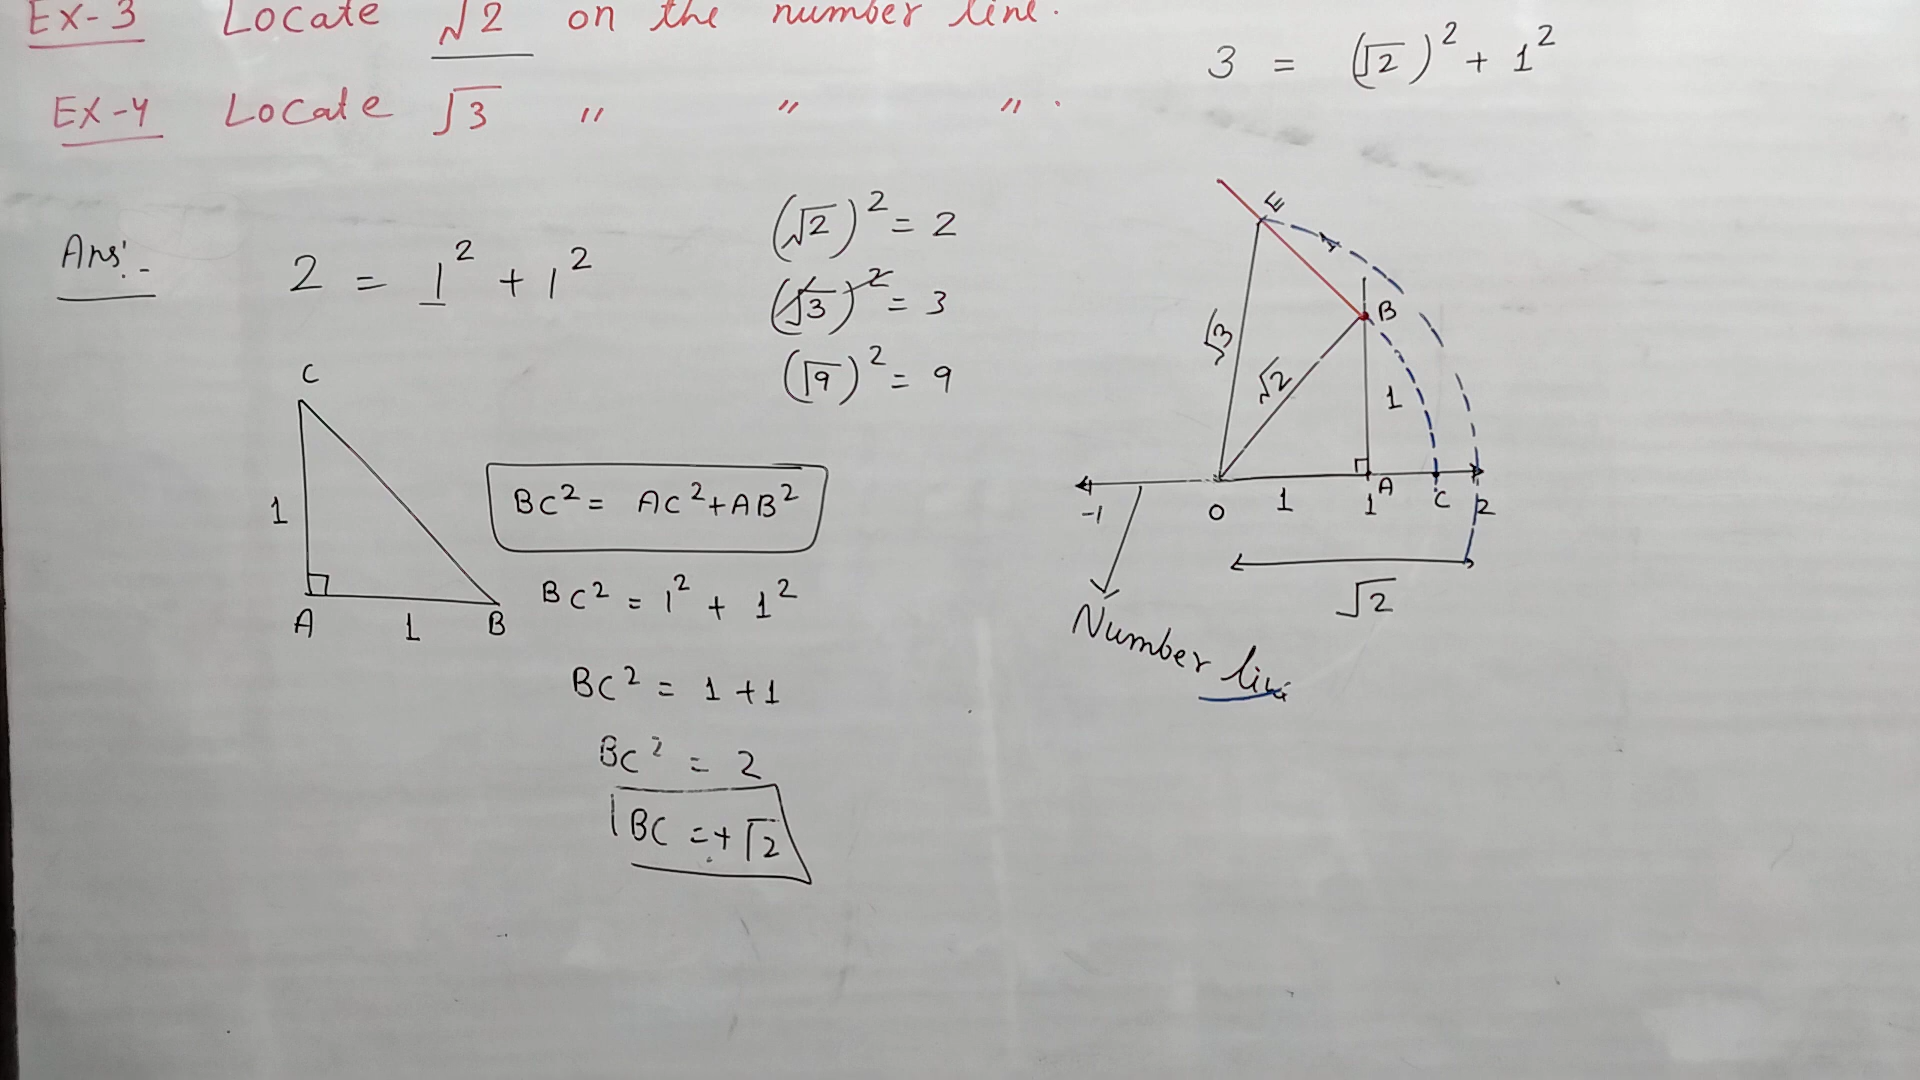 Ex-3 Locate √2 on the number line.
Ex-4 Locate √3 " " ".
3 = (√2)² + 1²
Ans:-
2 = 1² + 1²
(√2)² = 2
(√3)² = 3
(√9)² = 9
C
1
A 1 B
BC² = AC² + AB²
BC² = 1² + 1²
BC² = 1 + 1
BC² = 2
BC = + √2
E
B
√3
√2
1
A
-1 0 1 1 C 2
√2
Number line